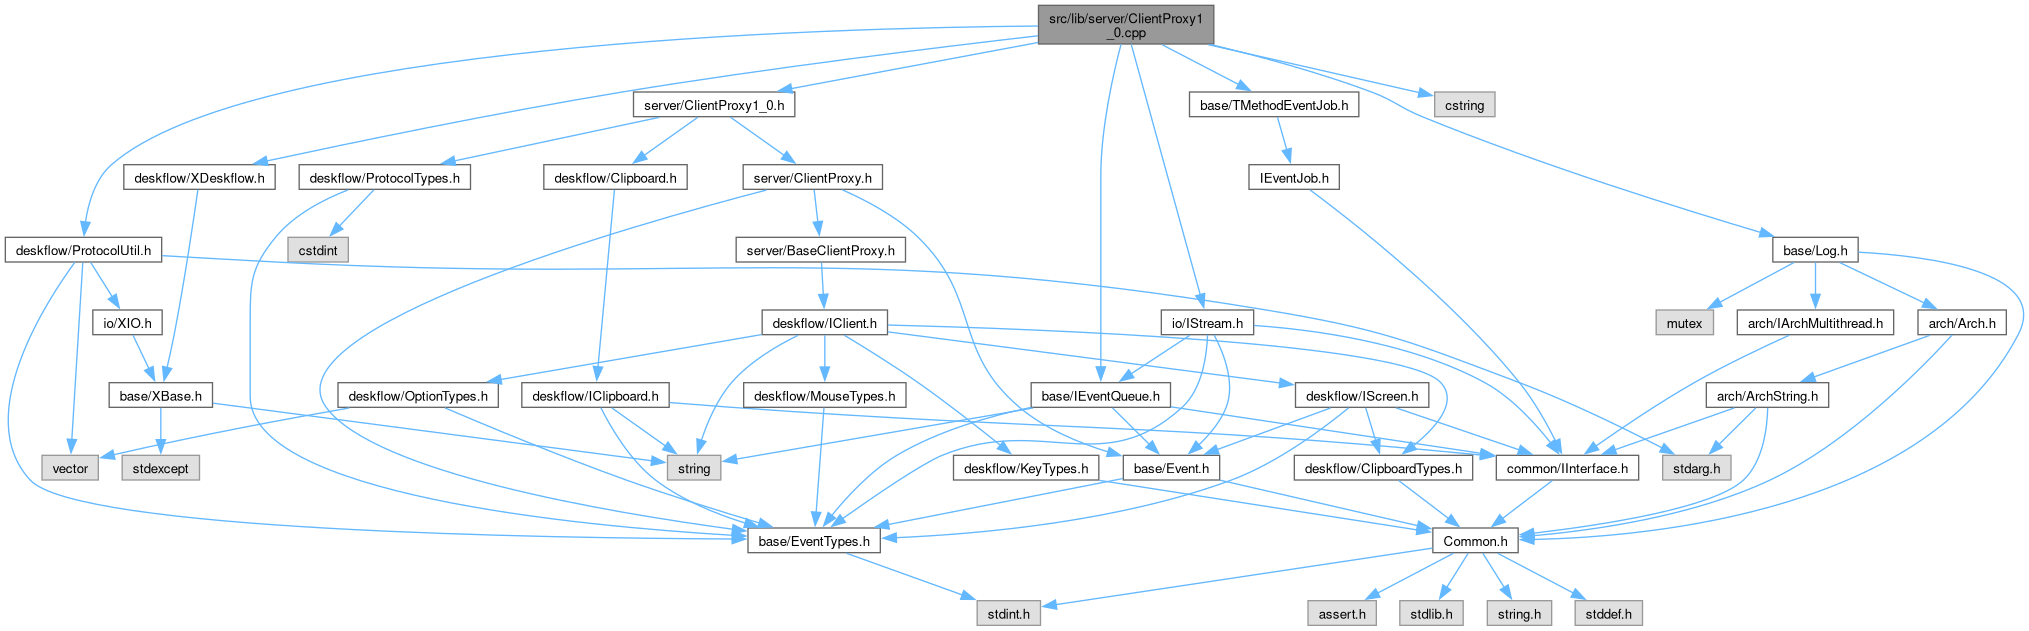 src/lib/server/ClientProxy1
_0.cpp
server/ClientProxy1_0.h
base/TMethodEventJob.h
cstring
deskflow/XDeskflow.h
deskflow/ProtocolTypes.h
deskflow/Clipboard.h
server/ClientProxy.h
IEventJob.h
deskflow/ProtocolUtil.h
cstdint
server/BaseClientProxy.h
base/Log.h
io/XIO.h
deskflow/IClient.h
io/IStream.h
mutex
arch/IArchMultithread.h
arch/Arch.h
base/XBase.h
deskflow/OptionTypes.h
deskflow/IClipboard.h
deskflow/MouseTypes.h
base/IEventQueue.h
deskflow/IScreen.h
arch/ArchString.h
vector
stdexcept
string
deskflow/KeyTypes.h
base/Event.h
deskflow/ClipboardTypes.h
common/IInterface.h
stdarg.h
base/EventTypes.h
Common.h
stdint.h
assert.h
stdlib.h
string.h
stddef.h